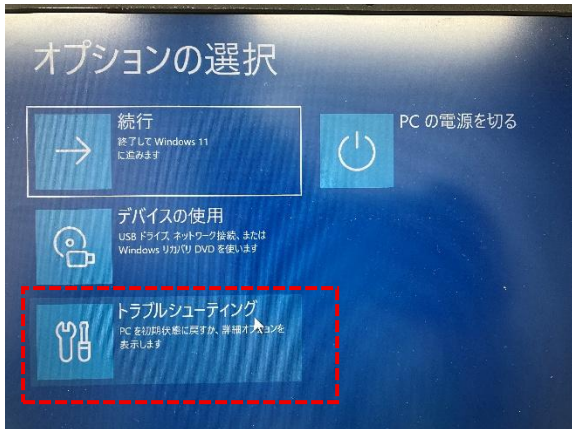 オプションの選択
続行
終了して Windows 11
に進みます
PC の電源を切る
デバイスの使用
USB ドライブ、ネットワーク接続、または
Windows リカバリ DVD を使います
トラブルシューティング
PC を初期状態に戻すか、詳細オプションを
表示します